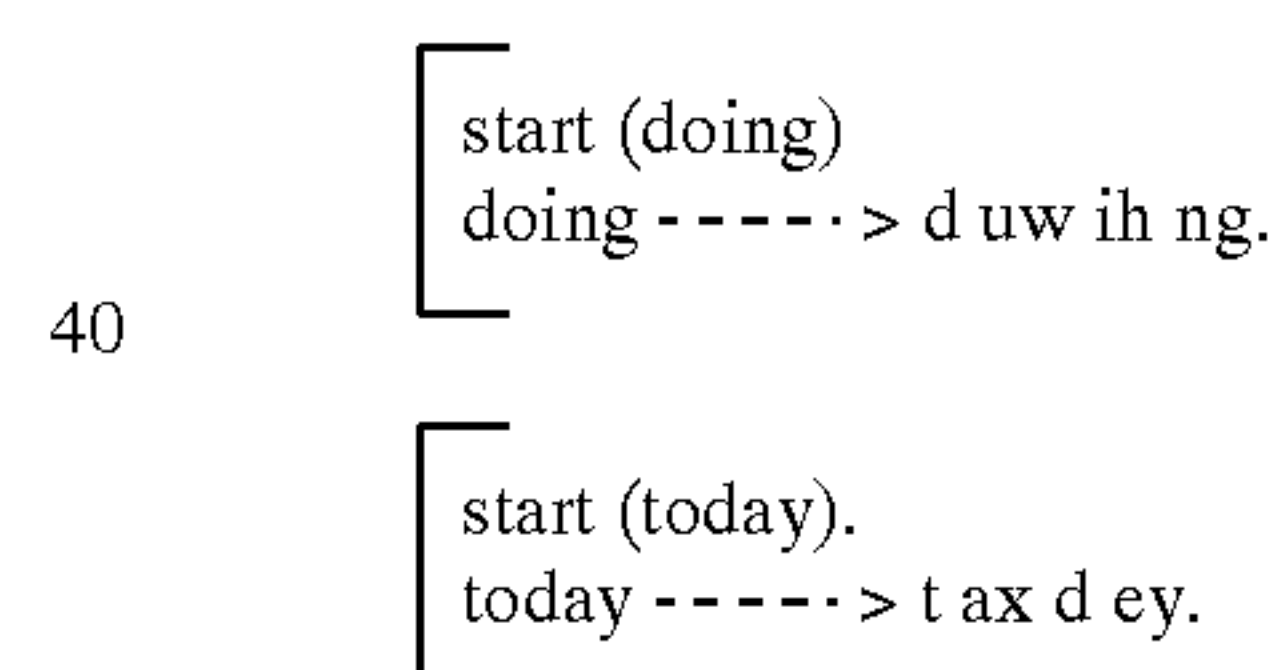 start (doing)
doing - - - - · > d uw ih ng.
40
start (today).
today - - - - · > t ax d ey.